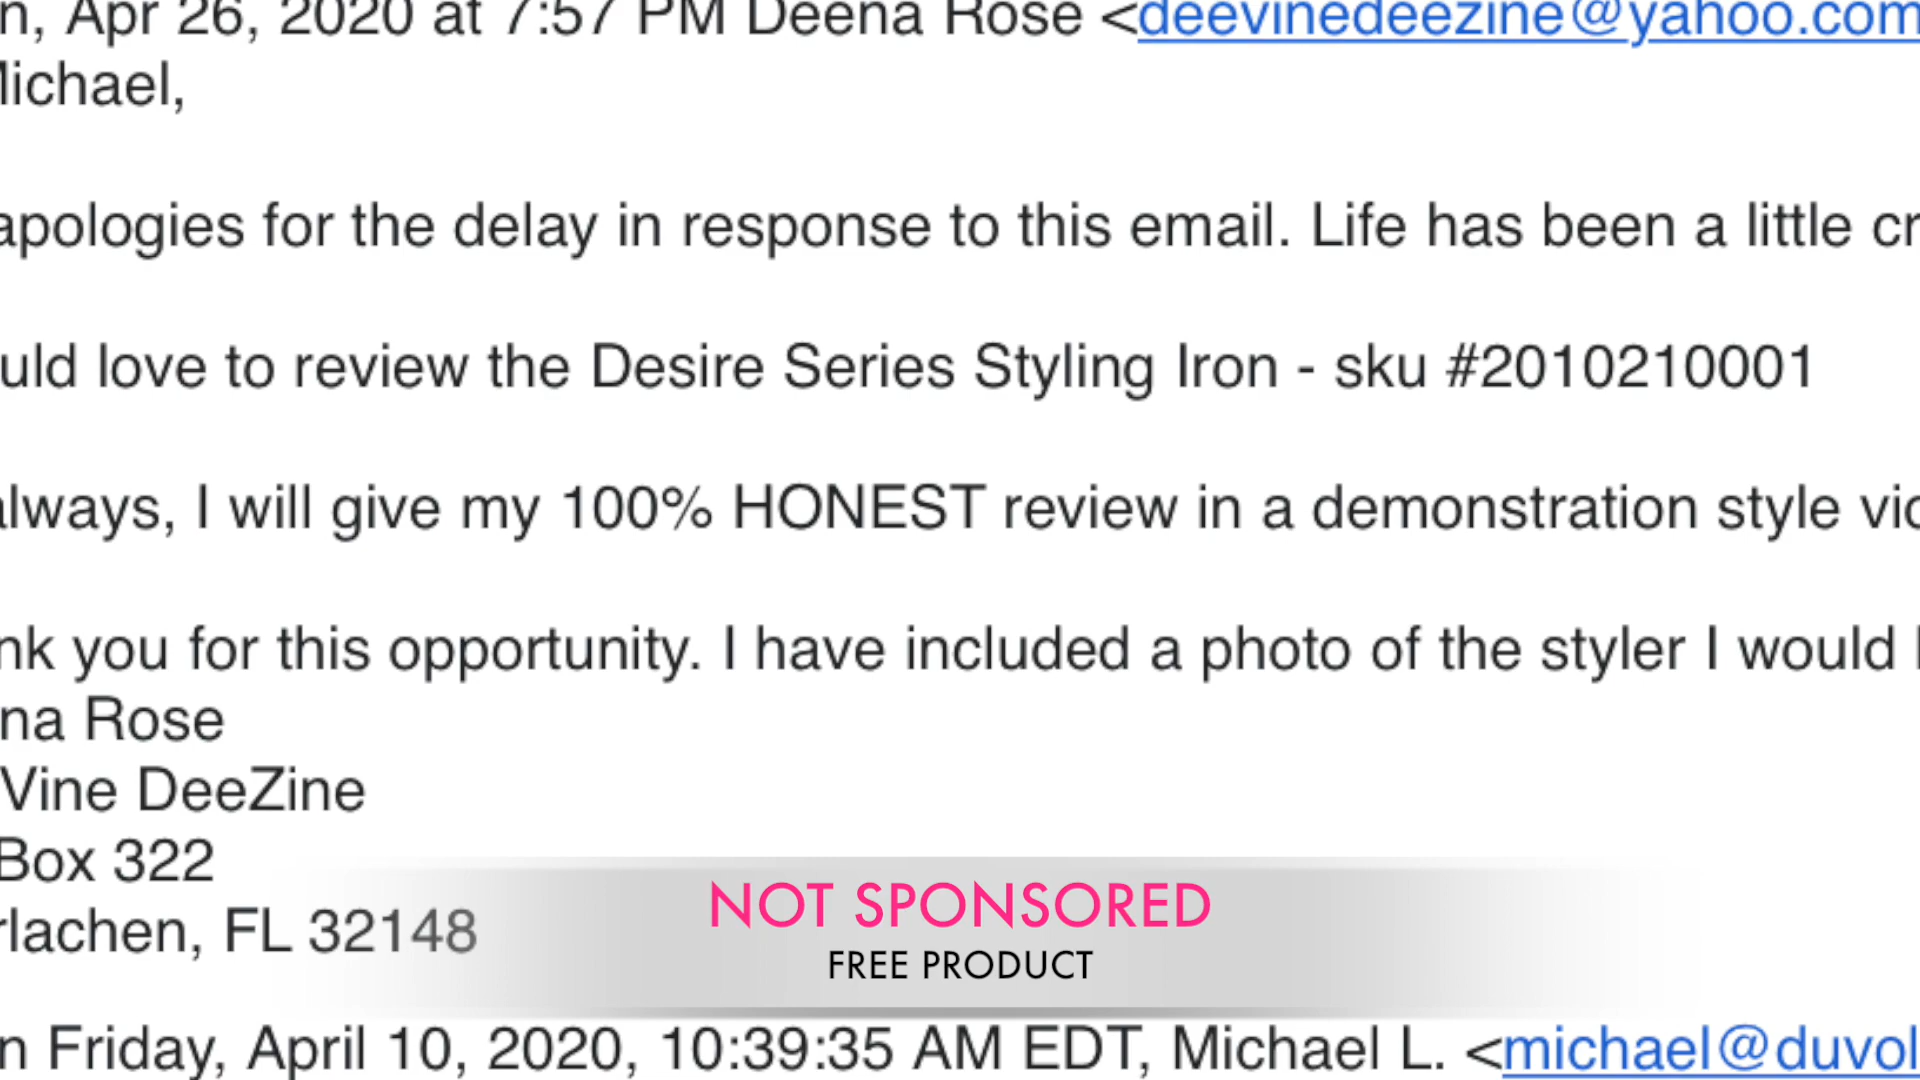 n, Apr 26, 2020 at 7:57 PM Deena Rose <deevinedeezine@yahoo.com
Michael,
apologies for the delay in response to this email. Life has been a little cr
uld love to review the Desire Series Styling Iron - sku #2010210001
always, I will give my 100% HONEST review in a demonstration style vid
nk you for this opportunity. I have included a photo of the styler I would
na Rose
Vine DeeZine
Box 322
rlachen, FL 32148
NOT SPONSORED
FREE PRODUCT
n Friday, April 10, 2020, 10:39:35 AM EDT, Michael L. <michael@duvol